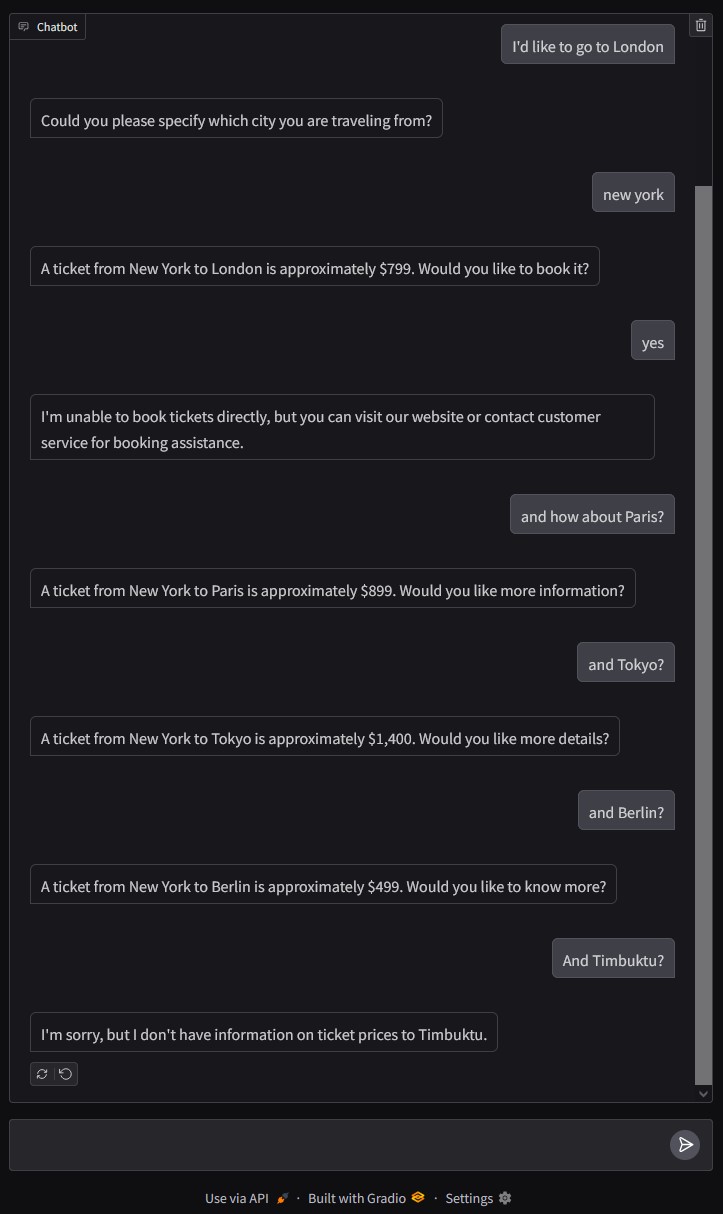 Chatbot
I'd like to go to London
Could you please specify which city you are traveling from?
new york
A ticket from New York to London is approximately $799. Would you like to book it?
yes
I'm unable to book tickets directly, but you can visit our website or contact customer
service for booking assistance.
and how about Paris?
A ticket from New York to Paris is approximately $899. Would you like more information?
and Tokyo?
A ticket from New York to Tokyo is approximately $1,400. Would you like more details?
and Berlin?
A ticket from New York to Berlin is approximately $499. Would you like to know more?
And Timbuktu?
I'm sorry, but I don't have information on ticket prices to Timbuktu.
Use via API · Built with Gradio · Settings